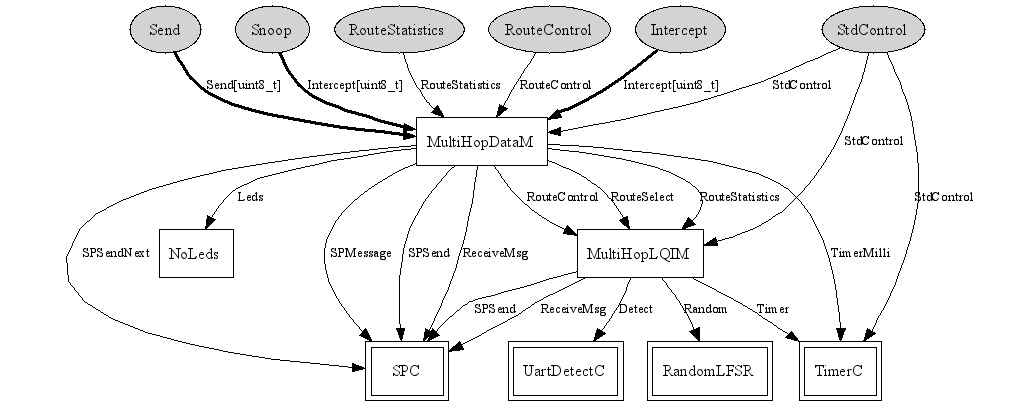 Send
Snoop
RouteStatistics
RouteControl
Intercept
StdControl
Send[uint8_t]
Intercept[uint8_t]
RouteStatistics
RouteControl
Intercept[uint8_t]
StdControl
MultiHopDataM
StdControl
Leds
RouteControl
RouteSelect
RouteStatistics
StdControl
SPSendNext
NoLeds
SPMessage
SPSend
ReceiveMsg
MultiHopLQIM
TimerMilli
SPSend
ReceiveMsg
Detect
Random
Timer
SPC
UartDetectC
RandomLFSR
TimerC